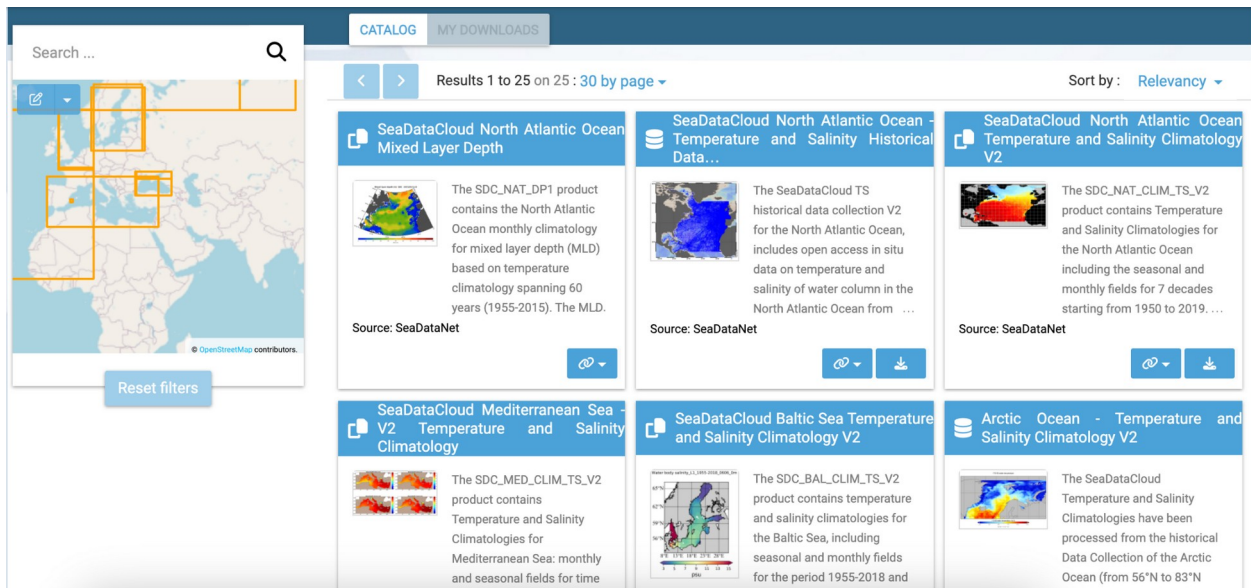 CATALOG
MY DOWNLOADS
Search ...
Results 1 to 25 on 25 : 30 by page
Sort by : Relevancy
© OpenStreetMap contributors.
Reset filters
SeaDataCloud North Atlantic Ocean
Mixed Layer Depth
The SDC_NAT_DP1 product
contains the North Atlantic
Ocean monthly climatology
for mixed layer depth (MLD)
based on temperature
climatology spanning 60
years (1955-2015). The MLD.
Source: SeaDataNet
SeaDataCloud North Atlantic Ocean -
Temperature and Salinity Historical
Data...
The SeaDataCloud TS
historical data collection V2
for the North Atlantic Ocean,
includes open access in situ
data on temperature and
salinity of water column in the
North Atlantic Ocean from ...
Source: SeaDataNet
SeaDataCloud North Atlantic Ocean
Temperature and Salinity Climatology
V2
The SDC_NAT_CLIM_TS_V2
product contains Temperature
and Salinity Climatologies for
the North Atlantic Ocean
including the seasonal and
monthly fields for 7 decades
starting from 1950 to 2019. ...
Source: SeaDataNet
SeaDataCloud Mediterranean Sea -
V2 Temperature and Salinity
Climatology
The SDC_MED_CLIM_TS_V2
product contains
Temperature and Salinity
Climatologies for
Mediterranean Sea: monthly
and seasonal fields for time
SeaDataCloud Baltic Sea Temperature
and Salinity Climatology V2
psu
The SDC_BAL_CLIM_TS_V2
product contains temperature
and salinity climatologies for
the Baltic Sea, including
seasonal and monthly fields
for the period 1955-2018 and
Arctic Ocean - Temperature and
Salinity Climatology V2
The SeaDataCloud
Temperature and Salinity
Climatologies have been
processed from the historical
Data Collection of the Arctic
Ocean (from 56°N to 83°N